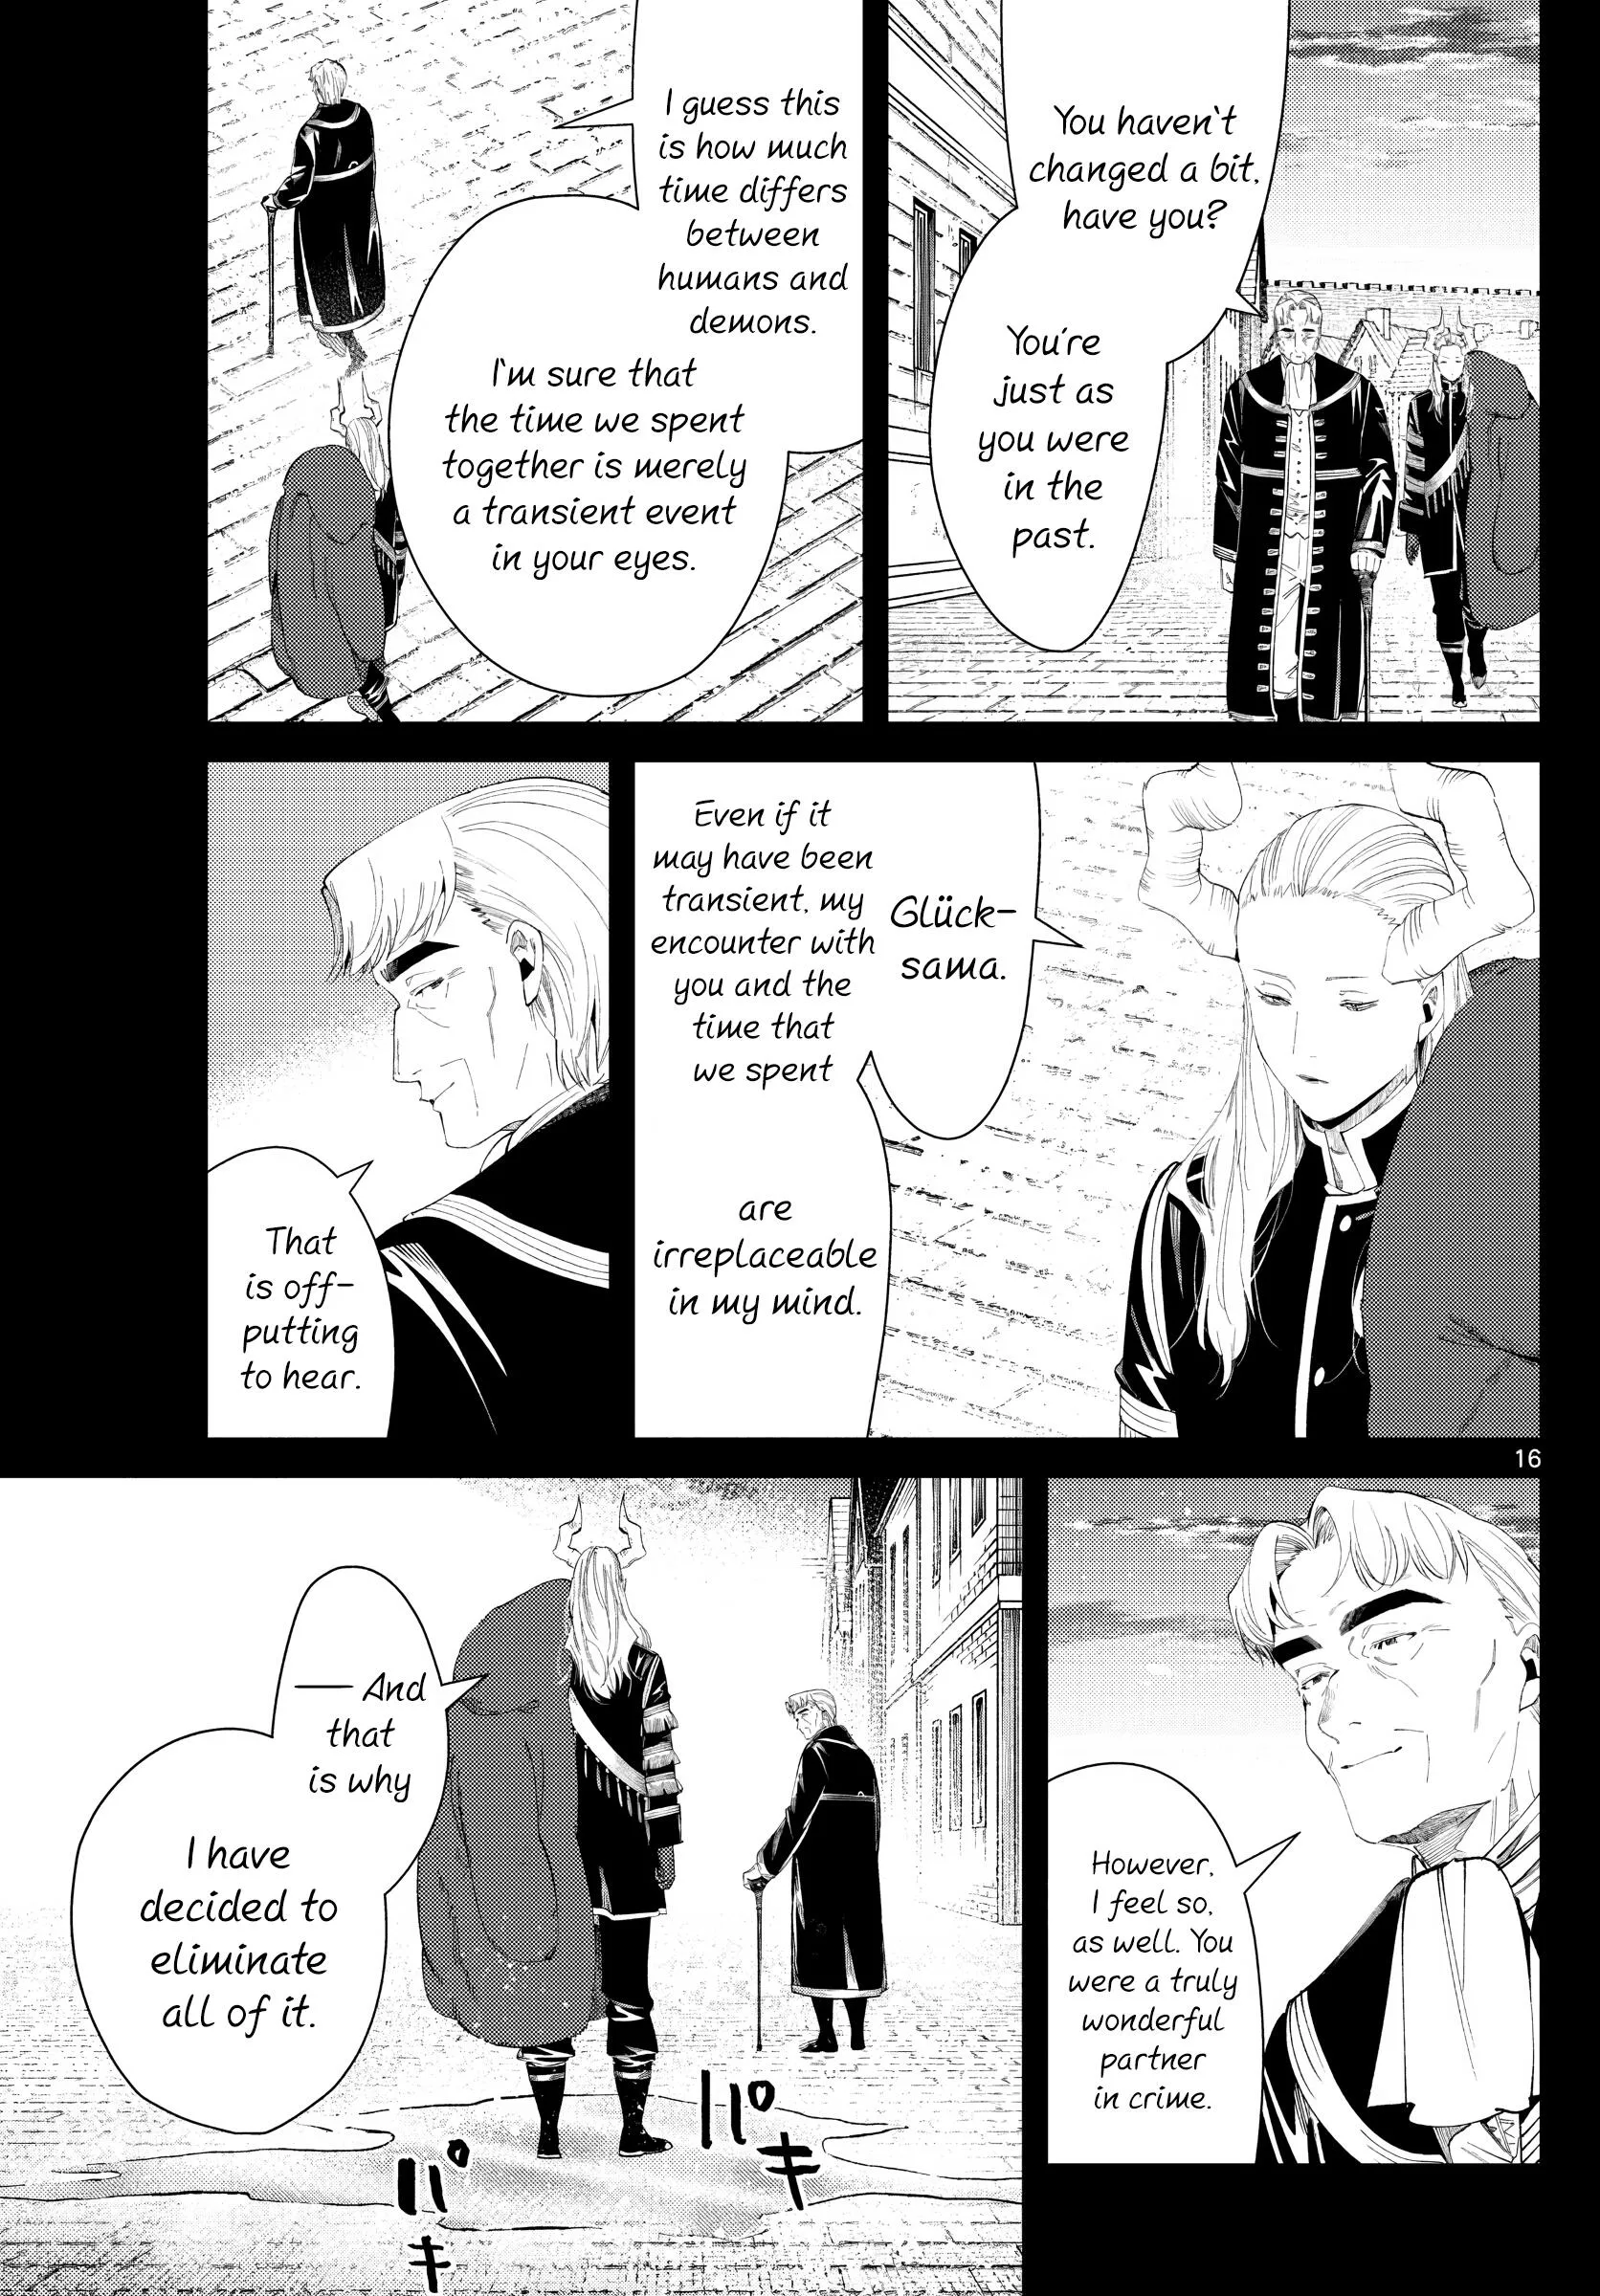 You haven't
changed a bit,
have you?
You're
just as
you were
in the
past.
I guess this
is how much
time differs
between
humans and
demons.
I'm sure that
the time we spent
together is merely
a transient event
in your eyes.
Glück-
sama.
Even if it
may have been
transient, my
encounter with
you and the
time that
we spent
are
irreplaceable
in my mind.
That
is off-
putting
to hear.
16
However,
I feel so,
as well. You
were a truly
wonderful
partner
in crime.
— And
that
is why
I have
decided to
eliminate
all of it.
パキ
パキ